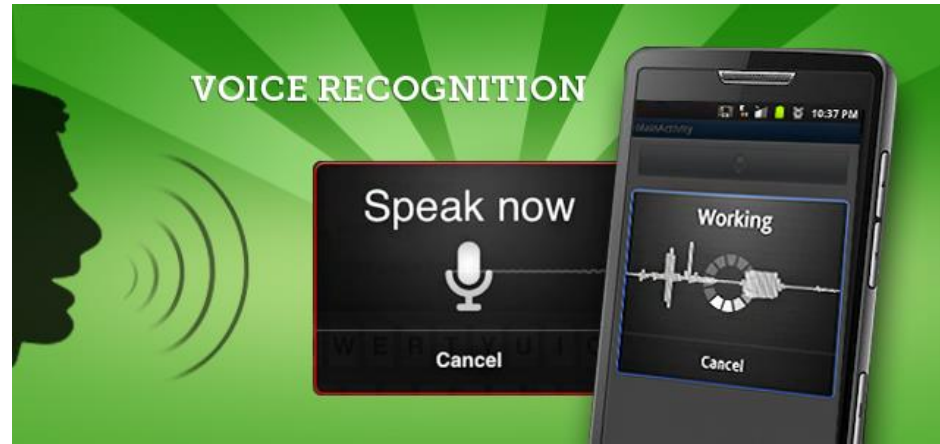 VOICE RECOGNITION
10:37 PM
MainActivity
Speak now
Working
W E R T Y U I O
Cancel
Cancel